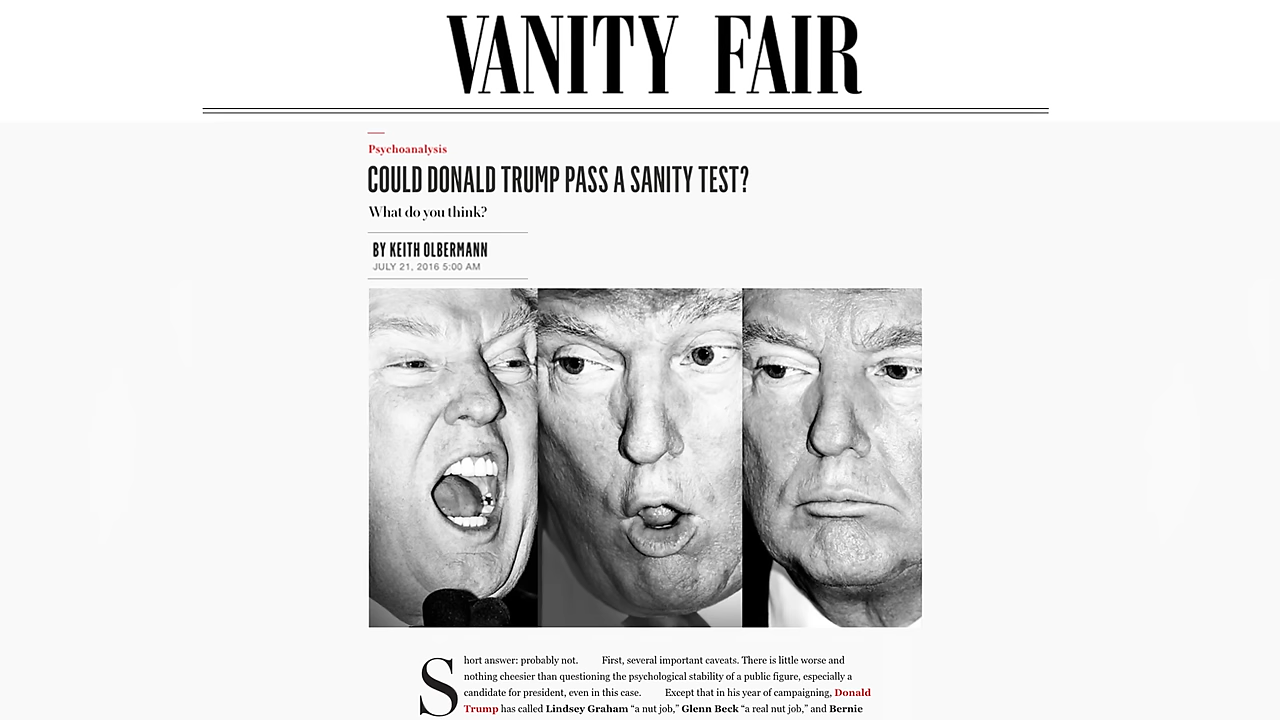 VANITY FAIR
Psychoanalysis
COULD DONALD TRUMP PASS A SANITY TEST?
What do you think?
BY KEITH OLBERMANN
JULY 21, 2016 5:00 AM
Short answer: probably not. First, several important caveats. There is little worse and
nothing cheesier than questioning the psychological stability of a public figure, especially a
candidate for president, even in this case. Except that in his year of campaigning, Donald
Trump has called Lindsey Graham “a nut job,” Glenn Beck “a real nut job,” and Bernie